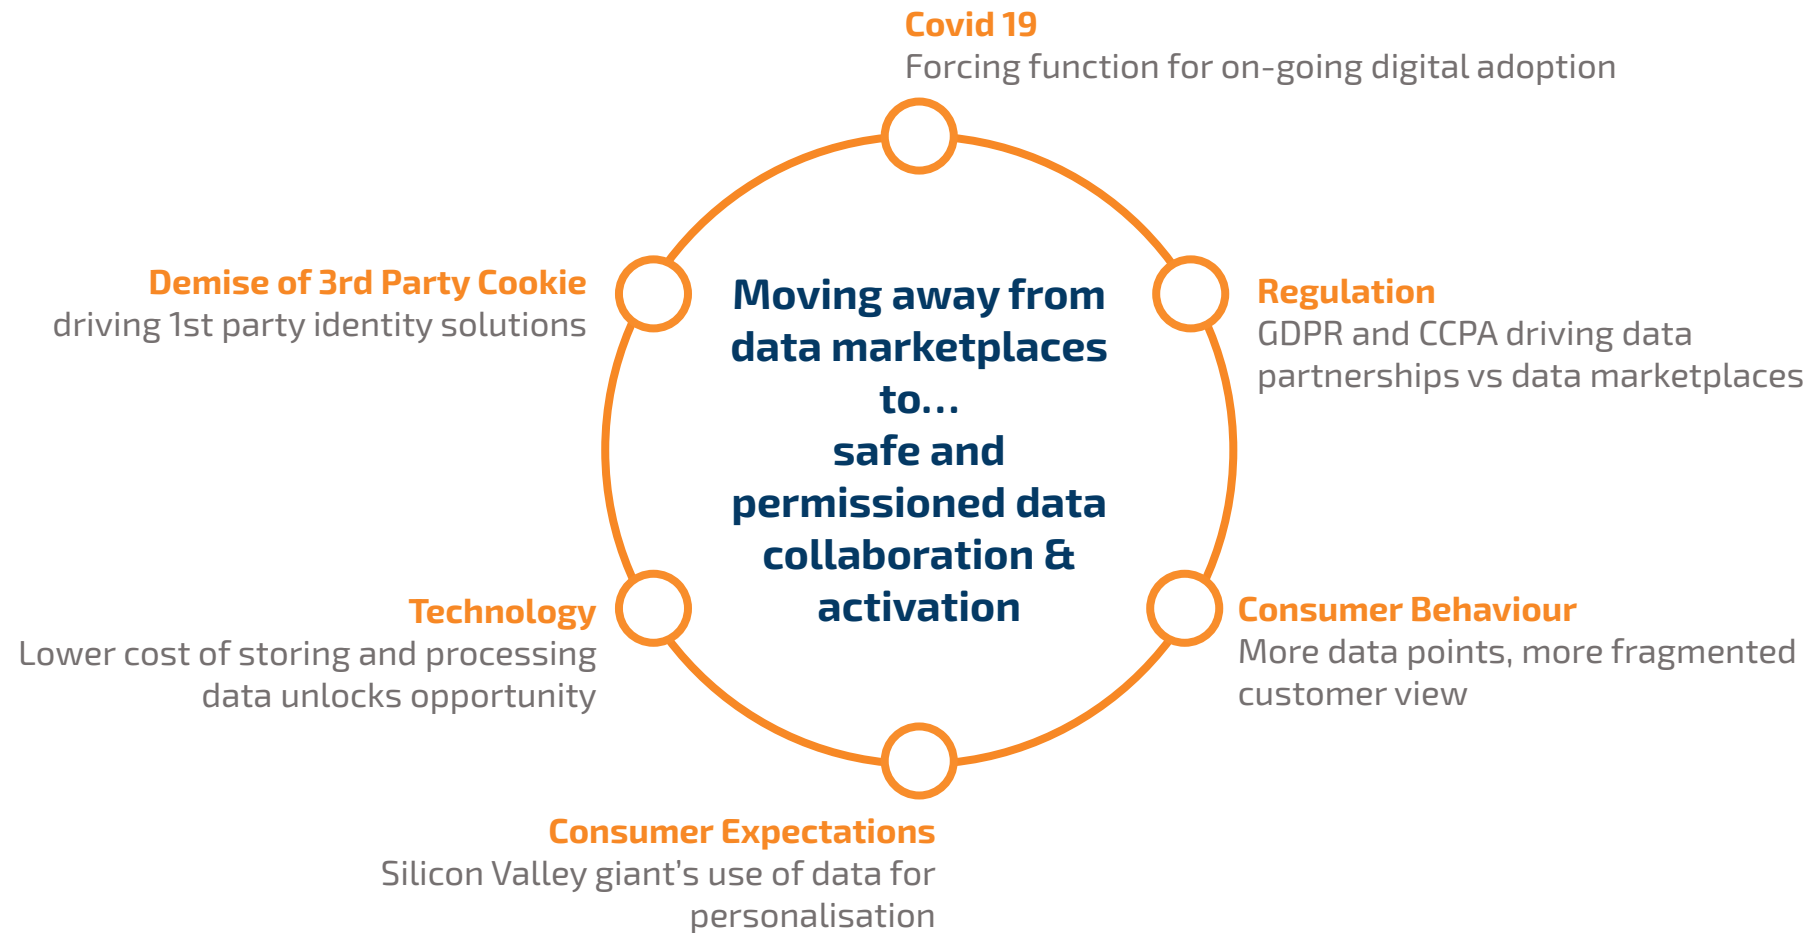 Covid 19
Forcing function for on-going digital adoption
Demise of 3rd Party Cookie
driving 1st party identity solutions
Moving away from
data marketplaces
to...
safe and
permissioned data
collaboration &
activation
Regulation
GDPR and CCPA driving data
partnerships vs data marketplaces
Technology
Lower cost of storing and processing
data unlocks opportunity
Consumer Behaviour
More data points, more fragmented
customer view
Consumer Expectations
Silicon Valley giant's use of data for
personalisation